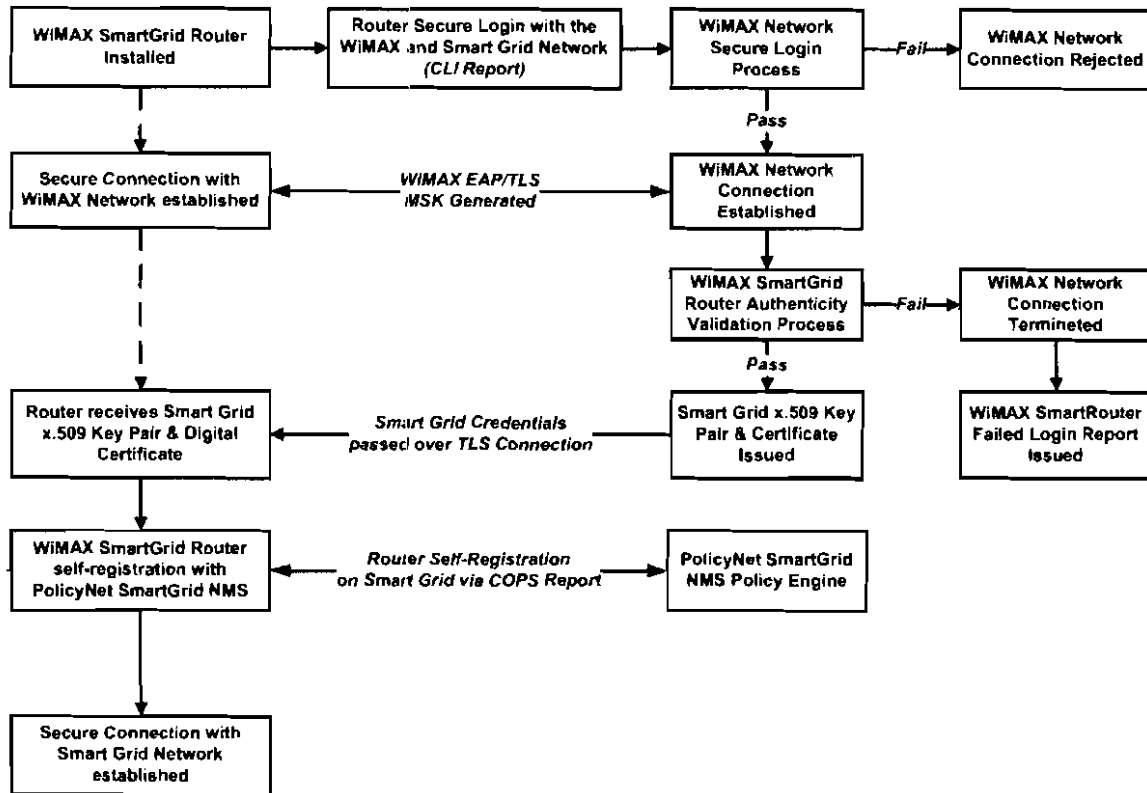 WiMAX SmartGrid Router
Installed
Router Secure Login with the
WiMAX and Smart Grid Network
(CLI Report)
WiMAX Network
Secure Login
Process
Fail
WiMAX Network
Connection Rejected
Pass
Secure Connection with
WiMAX Network established
WiMAX EAP/TLS
MSK Generated
WiMAX Network
Connection
Established
WiMAX SmartGrid
Router Authenticity
Validation Process
Fail
WiMAX Network
Connection
Termineted
Pass
Router receives Smart Grid
x.509 Key Pair & Digital
Certificate
Smart Grid Credentials
passed over TLS Connection
Smart Grid x.509 Key
Pair & Certificate
Issued
WiMAX SmartRouter
Failed Login Report
Issued
WiMAX SmartGrid Router
self-registration with
PolicyNet SmartGrid NMS
Router Self-Registration
on Smart Grid via COPS Report
PolicyNet SmartGrid
NMS Policy Engine
Secure Connection with
Smart Grid Network
established